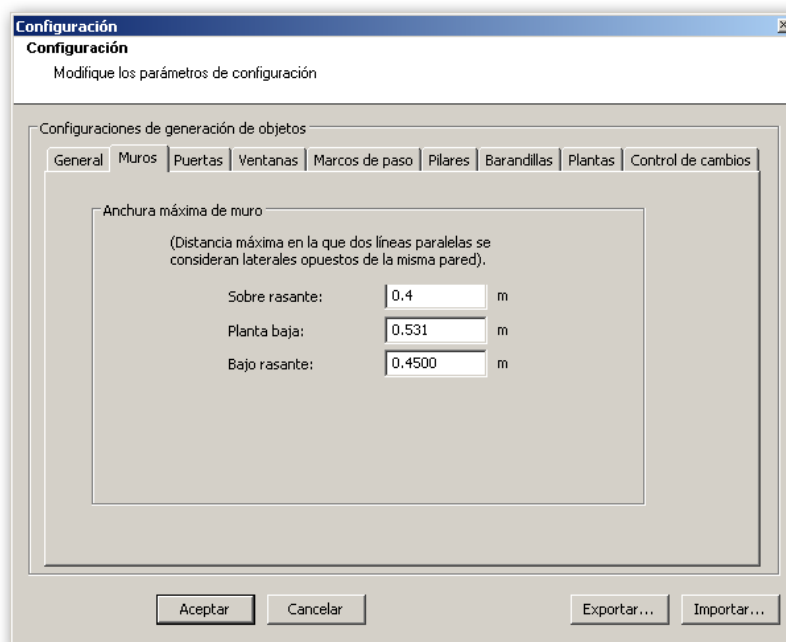 Configuración
Configuración
Modifique los parámetros de configuración
Configuraciones de generación de objetos
General Muros Puertas Ventanas Marcos de paso Pilares Barandillas Plantas Control de cambios
Anchura máxima de muro
(Distancia máxima en la que dos líneas paralelas se
consideran laterales opuestos de la misma pared).
Sobre rasante: 0.4 m
Planta baja: 0.531 m
Bajo rasante: 0.4500 m
Aceptar Cancelar Exportar... Importar...